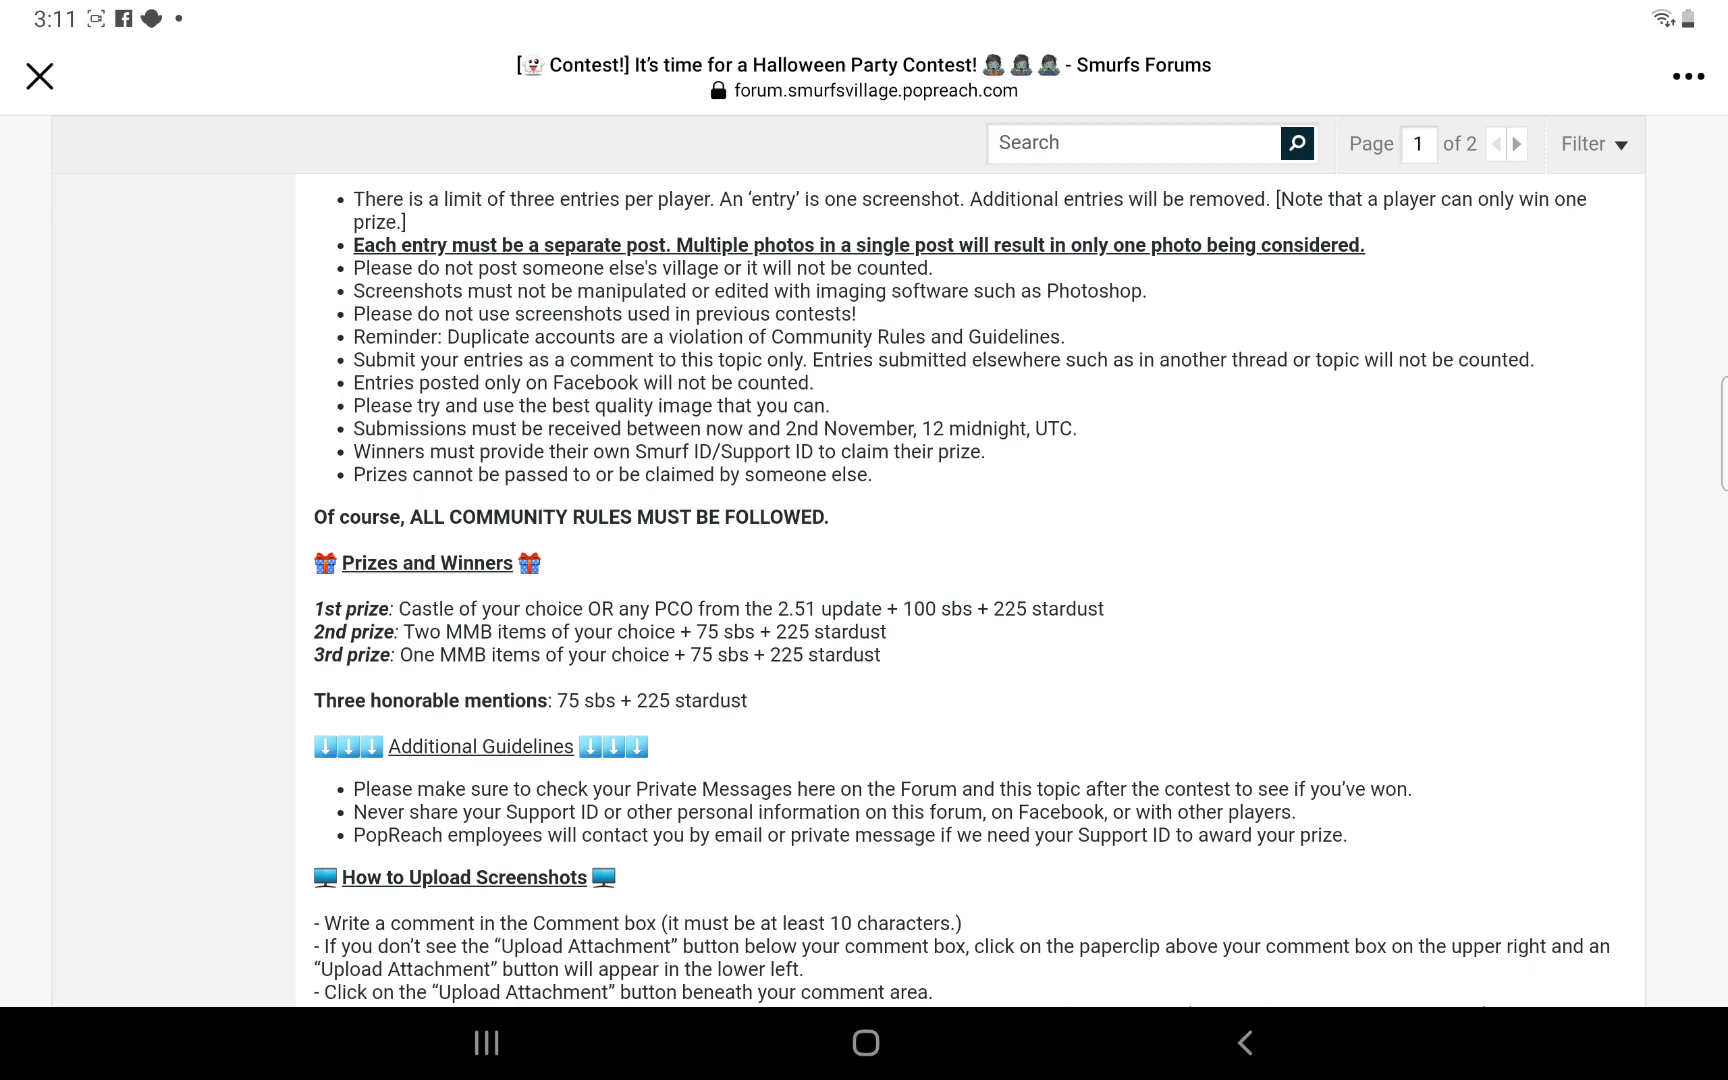 3:11
[👻 Contest!] It’s time for a Halloween Party Contest! 🧟🧟🧟 - Smurfs Forums
forum.smurfsvillage.popreach.com
Search
Page 1 of 2
Filter
• There is a limit of three entries per player. An ‘entry’ is one screenshot. Additional entries will be removed. [Note that a player can only win one
prize.]
• Each entry must be a separate post. Multiple photos in a single post will result in only one photo being considered.
• Please do not post someone else's village or it will not be counted.
• Screenshots must not be manipulated or edited with imaging software such as Photoshop.
• Please do not use screenshots used in previous contests!
• Reminder: Duplicate accounts are a violation of Community Rules and Guidelines.
• Submit your entries as a comment to this topic only. Entries submitted elsewhere such as in another thread or topic will not be counted.
• Entries posted only on Facebook will not be counted.
• Please try and use the best quality image that you can.
• Submissions must be received between now and 2nd November, 12 midnight, UTC.
• Winners must provide their own Smurf ID/Support ID to claim their prize.
• Prizes cannot be passed to or be claimed by someone else.
Of course, ALL COMMUNITY RULES MUST BE FOLLOWED.
🎁 Prizes and Winners 🎁
1st prize: Castle of your choice OR any PCO from the 2.51 update + 100 sbs + 225 stardust
2nd prize: Two MMB items of your choice + 75 sbs + 225 stardust
3rd prize: One MMB items of your choice + 75 sbs + 225 stardust
Three honorable mentions: 75 sbs + 225 stardust
⬇️⬇️⬇️ Additional Guidelines ⬇️⬇️⬇️
• Please make sure to check your Private Messages here on the Forum and this topic after the contest to see if you’ve won.
• Never share your Support ID or other personal information on this forum, on Facebook, or with other players.
• PopReach employees will contact you by email or private message if we need your Support ID to award your prize.
🖥️ How to Upload Screenshots 🖥️
- Write a comment in the Comment box (it must be at least 10 characters.)
- If you don’t see the “Upload Attachment” button below your comment box, click on the paperclip above your comment box on the upper right and an
“Upload Attachment” button will appear in the lower left.
- Click on the “Upload Attachment” button beneath your comment area.